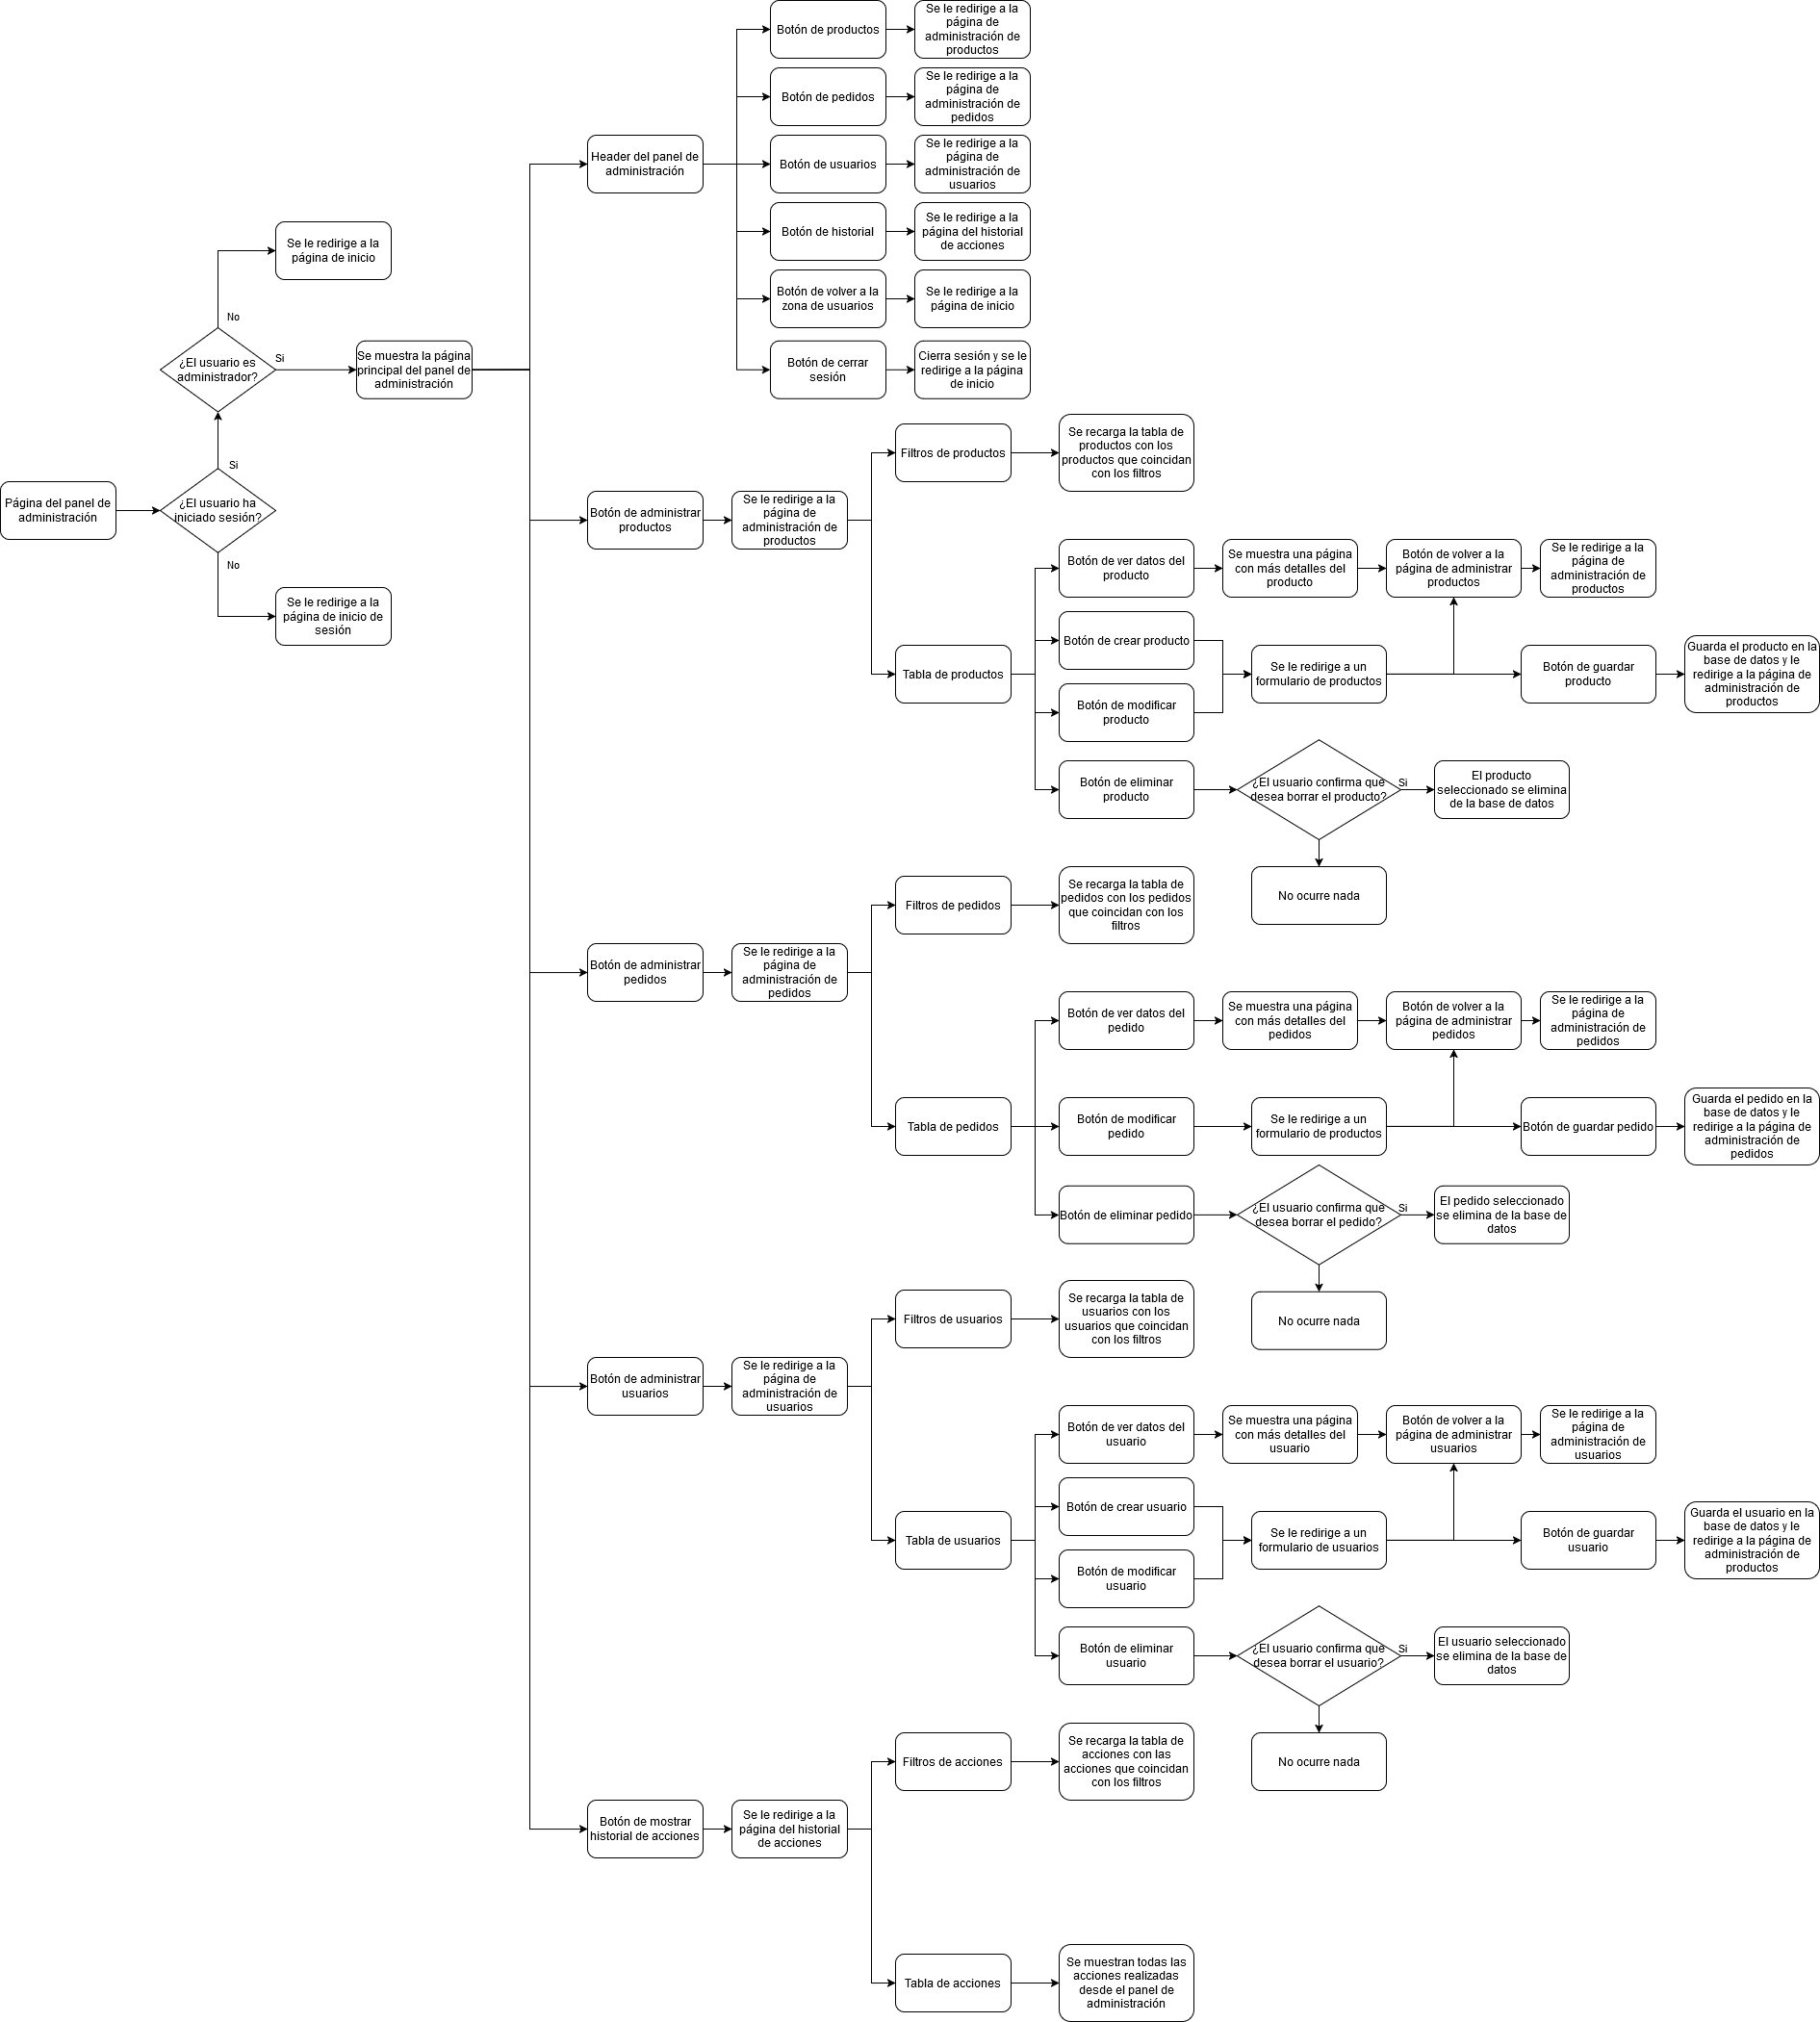 Página del panel de
administración
¿El usuario ha
iniciado sesión?
Si
No
Se le redirige a la
página de inicio de
sesión
¿El usuario es
administrador?
No
Se le redirige a la
página de inicio
Si
Se muestra la página
principal del panel de
administración
Header del panel de
administración
Botón de productos
Se le redirige a la
página de
administración de
productos
Botón de pedidos
Se le redirige a la
página de
administración de
pedidos
Botón de usuarios
Se le redirige a la
página de
administración de
usuarios
Botón de historial
Se le redirige a la
página del historial
de acciones
Botón de volver a la
zona de usuarios
Se le redirige a la
página de inicio
Botón de cerrar
sesión
Cierra sesión y se le
redirige a la página
de inicio
Botón de administrar
productos
Se le redirige a la
página de
administración de
productos
Filtros de productos
Se recarga la tabla de
productos con los
productos que coincidan
con los filtros
Tabla de productos
Botón de ver datos del
producto
Se muestra una página
con más detalles del
producto
Botón de volver a la
página de administrar
productos
Se le redirige a la
página de
administración de
productos
Botón de crear producto
Botón de modificar
producto
Se le redirige a un
formulario de productos
Botón de guardar
producto
Guarda el producto en la
base de datos y le
redirige a la página de
administración de
productos
Botón de eliminar
producto
¿El usuario confirma que
desea borrar el producto?
Si
El producto
seleccionado se elimina
de la base de datos
No ocurre nada
Botón de administrar
pedidos
Se le redirige a la
página de
administración de
pedidos
Filtros de pedidos
Se recarga la tabla de
pedidos con los pedidos
que coincidan con los
filtros
Tabla de pedidos
Botón de ver datos del
pedido
Se muestra una página
con más detalles del
pedidos
Botón de volver a la
página de administrar
pedidos
Se le redirige a la
página de
administración de
pedidos
Botón de modificar
pedido
Se le redirige a un
formulario de productos
Botón de guardar pedido
Guarda el pedido en la
base de datos y le
redirige a la página de
administración de
pedidos
Botón de eliminar pedido
¿El usuario confirma que
desea borrar el pedido?
Si
El pedido seleccionado
se elimina de la base de
datos
No ocurre nada
Botón de administrar
usuarios
Se le redirige a la
página de
administración de
usuarios
Filtros de usuarios
Se recarga la tabla de
usuarios con los
usuarios que coincidan
con los filtros
Tabla de usuarios
Botón de ver datos del
usuario
Se muestra una página
con más detalles del
usuario
Botón de volver a la
página de administrar
usuarios
Se le redirige a la
página de
administración de
usuarios
Botón de crear usuario
Botón de modificar
usuario
Se le redirige a un
formulario de usuarios
Botón de guardar
usuario
Guarda el usuario en la
base de datos y le
redirige a la página de
administración de
productos
Botón de eliminar
usuario
¿El usuario confirma que
desea borrar el usuario?
Si
El usuario seleccionado
se elimina de la base de
datos
No ocurre nada
Botón de mostrar
historial de acciones
Se le redirige a la
página del historial
de acciones
Filtros de acciones
Se recarga la tabla de
acciones con las
acciones que coincidan
con los filtros
Tabla de acciones
Se muestran todas las
acciones realizadas
desde el panel de
administración